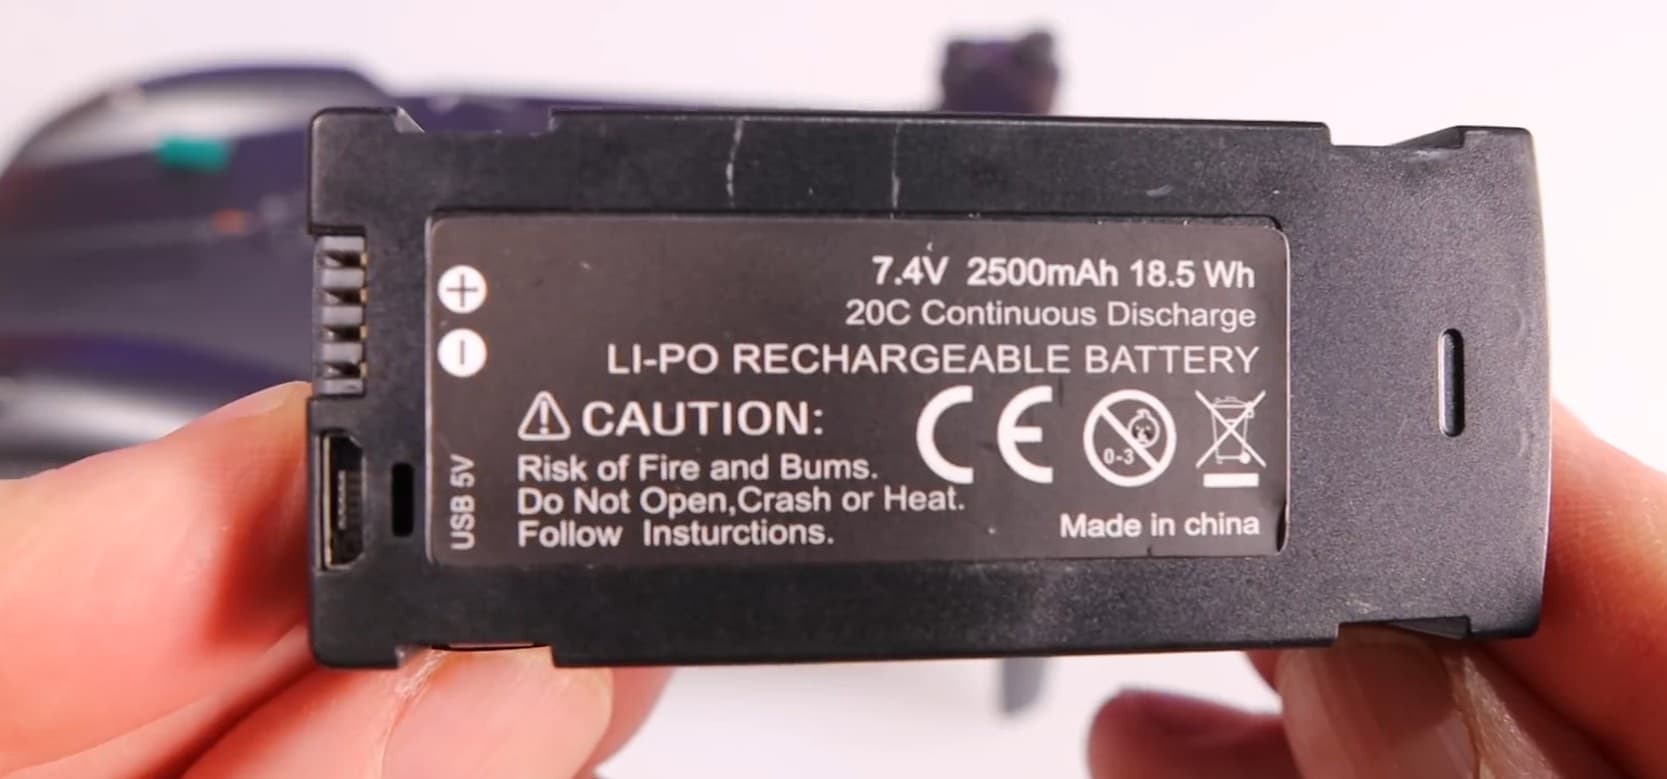 7.4V 2500mAh 18.5 Wh
20C Continuous Discharge
LI-PO RECHARGEABLE BATTERY
CAUTION:
Risk of Fire and Bums.
Do Not Open,Crash or Heat.
Follow Insturctions.
CE
0-3
Made in china
USB 5V